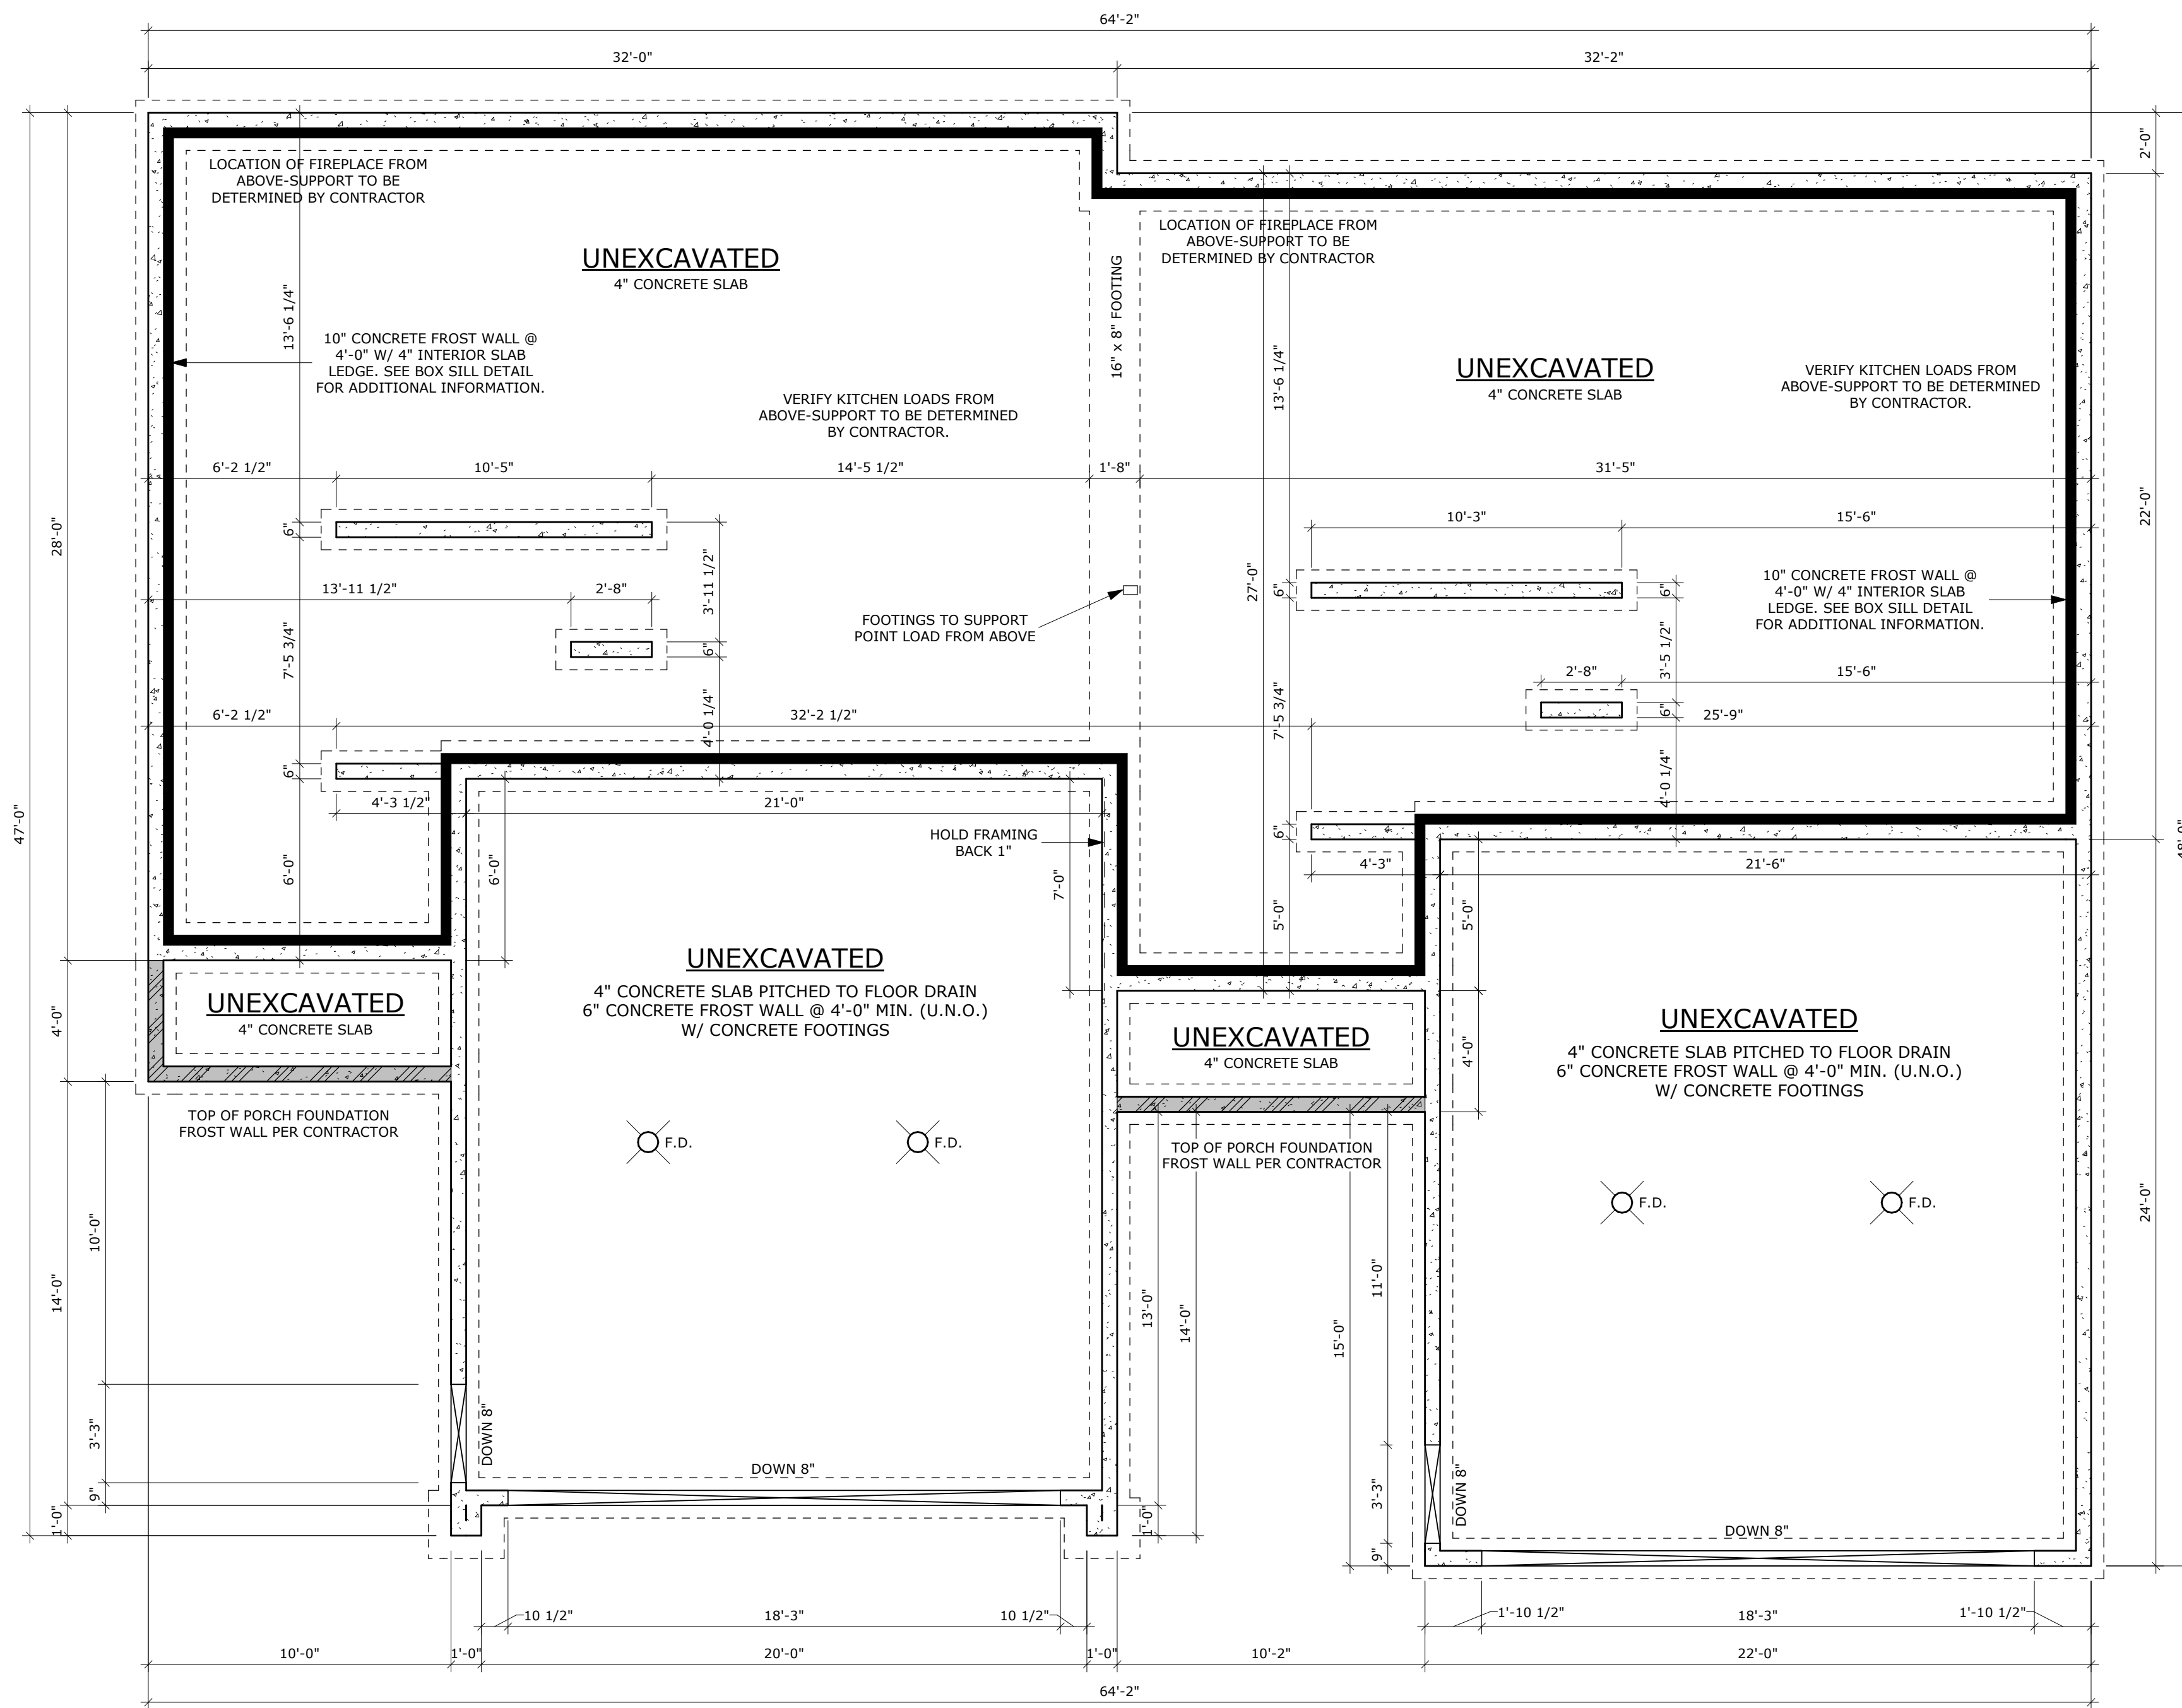 64'-2"
32'-0"
32'-2"
LOCATION OF FIREPLACE FROM
ABOVE-SUPPORT TO BE
DETERMINED BY CONTRACTOR
UNEXCAVATED
4" CONCRETE SLAB
16" x 8" FOOTING
LOCATION OF FIREPLACE FROM
ABOVE-SUPPORT TO BE
DETERMINED BY CONTRACTOR
2'-0"
13'-6 1/4"
10" CONCRETE FROST WALL @
4'-0" W/ 4" INTERIOR SLAB
LEDGE. SEE BOX SILL DETAIL
FOR ADDITIONAL INFORMATION.
VERIFY KITCHEN LOADS FROM
ABOVE-SUPPORT TO BE DETERMINED
BY CONTRACTOR.
13'-6 1/4"
UNEXCAVATED
4" CONCRETE SLAB
VERIFY KITCHEN LOADS FROM
ABOVE-SUPPORT TO BE DETERMINED
BY CONTRACTOR.
6'-2 1/2"
10'-5"
14'-5 1/2"
1'-8"
31'-5"
28'-0"
22'-0"
6"
10'-3"
15'-6"
13'-11 1/2"
2'-8"
3'-11 1/2"
27'-0"
6"
6"
10" CONCRETE FROST WALL @
4'-0" W/ 4" INTERIOR SLAB
LEDGE. SEE BOX SILL DETAIL
FOR ADDITIONAL INFORMATION.
FOOTINGS TO SUPPORT
POINT LOAD FROM ABOVE
7'-5 3/4"
6"
3'-5 1/2"
2'-8"
15'-6"
6'-2 1/2"
32'-2 1/2"
4'-0 1/4"
7'-5 3/4"
6"
25'-9"
6"
4'-0 1/4"
4'-3 1/2"
21'-0"
47'-0"
6'-0"
6'-0"
HOLD FRAMING
BACK 1"
7'-0"
6"
4'-3"
21'-6"
48'-0"
5'-0"
5'-0"
UNEXCAVATED
4" CONCRETE SLAB PITCHED TO FLOOR DRAIN
6" CONCRETE FROST WALL @ 4'-0" MIN. (U.N.O.)
W/ CONCRETE FOOTINGS
4'-0"
UNEXCAVATED
4" CONCRETE SLAB
UNEXCAVATED
4" CONCRETE SLAB
4'-0"
UNEXCAVATED
4" CONCRETE SLAB PITCHED TO FLOOR DRAIN
6" CONCRETE FROST WALL @ 4'-0" MIN. (U.N.O.)
W/ CONCRETE FOOTINGS
TOP OF PORCH FOUNDATION
FROST WALL PER CONTRACTOR
F.D.
F.D.
TOP OF PORCH FOUNDATION
FROST WALL PER CONTRACTOR
F.D.
F.D.
24'-0"
10'-0"
14'-0"
13'-0"
14'-0"
15'-0"
11'-0"
3'-3"
DOWN 8"
DOWN 8"
9"
1'-0"
1'-0"
3'-3"
DOWN 8"
DOWN 8"
9"
10 1/2"
18'-3"
10 1/2"
1'-10 1/2"
18'-3"
1'-10 1/2"
10'-0"
1'-0"
20'-0"
1'-0"
10'-2"
22'-0"
64'-2"